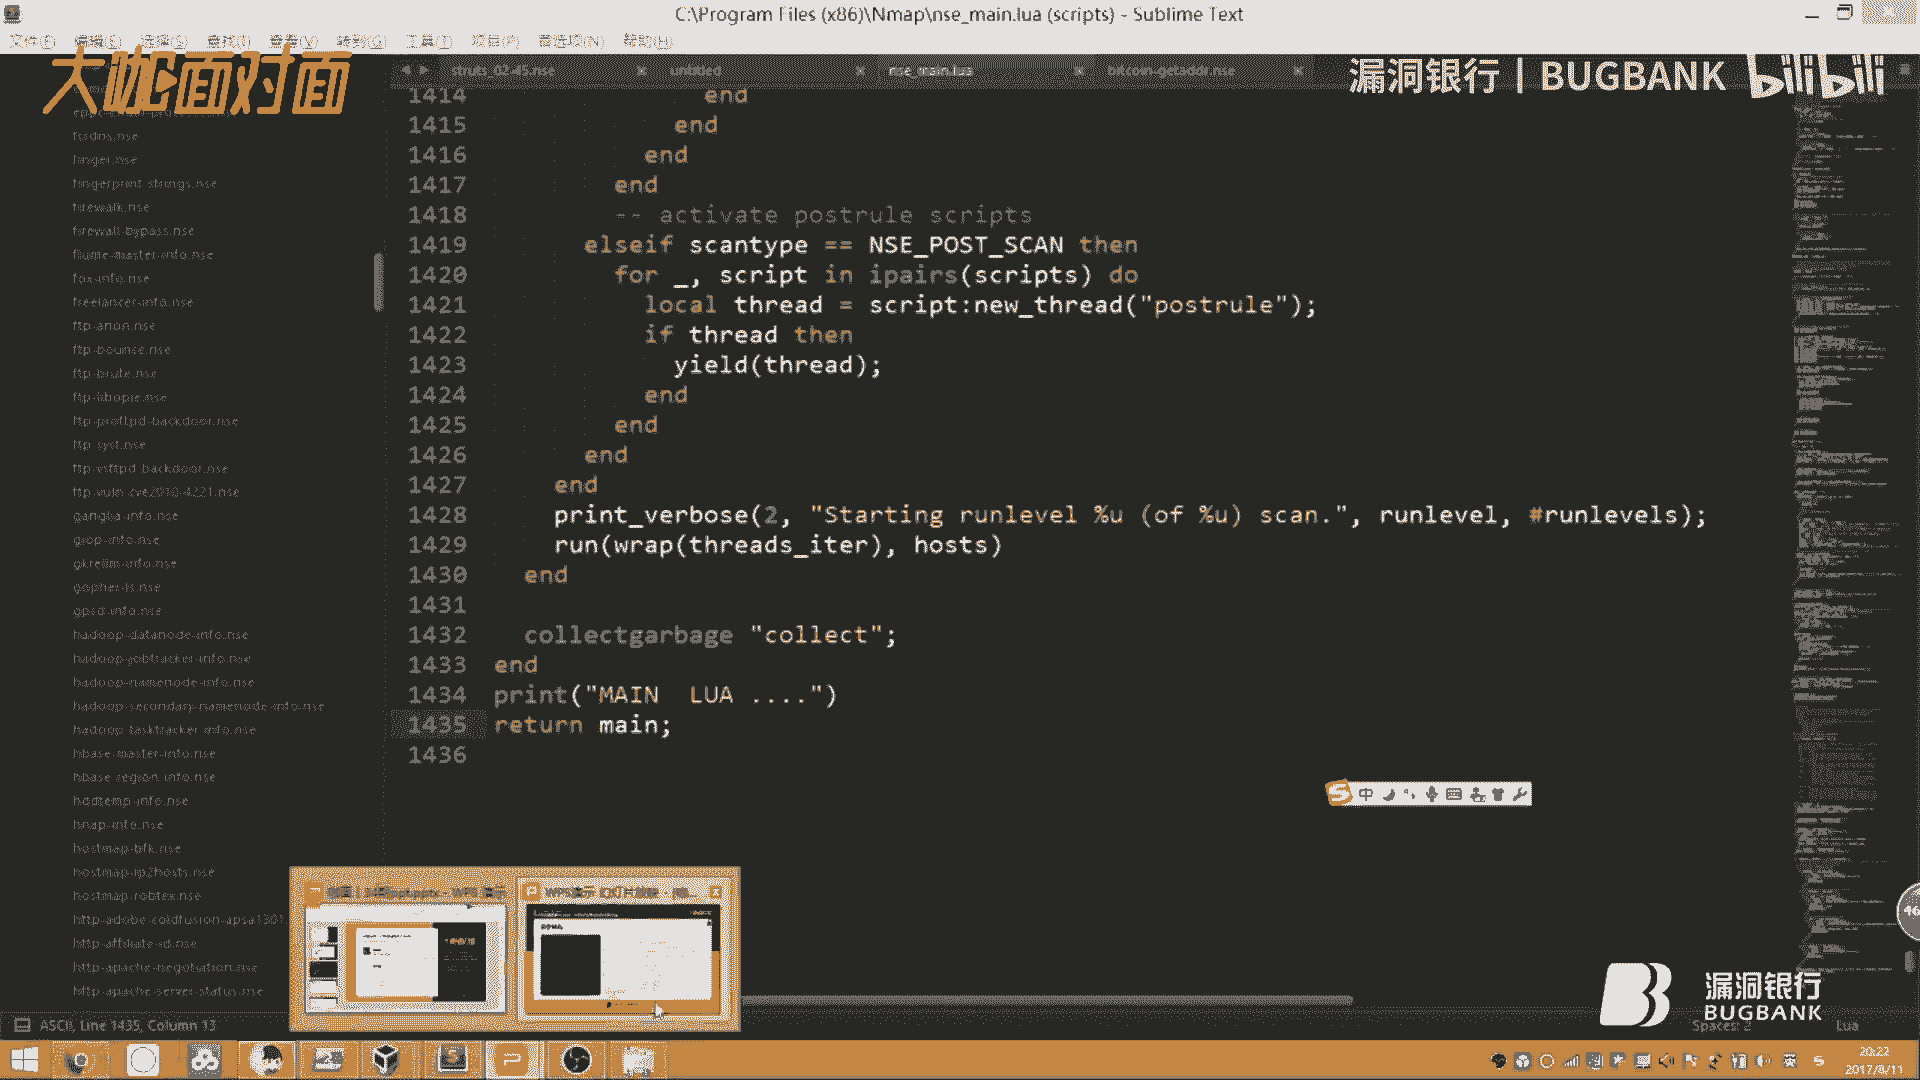 C:\Program Files (x86)\Nmap\nse_main.lua (scripts) - Sublime Text
文件(F) 编辑(E) 选择(S) 查找(I) 查看(V) 转到(G) 工具(T) 项目(P) 首选项(N) 帮助(H)
大咖面对面
漏洞银行 | BUGBANK bilibili
struts_02-45.nse untitled nse_main.lua bitcoin-getaddr.nse
fcrdns.nse
finger.nse
fingerprint-strings.nse
firewalk.nse
firewall-bypass.nse
flume-master-info.nse
fox-info.nse
freelancer-info.nse
ftp-anon.nse
ftp-bounce.nse
ftp-brute.nse
ftp-libopie.nse
ftp-proftpd-backdoor.nse
ftp-syst.nse
ftp-vsftpd-backdoor.nse
ftp-vuln-cve2010-4221.nse
ganglia-info.nse
giop-info.nse
gkrellm-info.nse
gopher-ls.nse
gpsd-info.nse
hadoop-datanode-info.nse
hadoop-jobtracker-info.nse
hadoop-namenode-info.nse
hadoop-secondary-namenode-info.nse
hadoop-tasktracker-info.nse
hbase-master-info.nse
hbase-region-info.nse
hddtemp-info.nse
hnap-info.nse
hostmap-bfk.nse
hostmap-ip2hosts.nse
hostmap-robtex.nse
http-adobe-coldfusion-apsa1301
http-affiliate-id.nse
http-apache-negotiation.nse
http-apache-server-status.nse
1414 end
1415 end
1416 end
1417 end
1418 -- activate postrule scripts
1419 elseif scantype == NSE_POST_SCAN then
1420 for _, script in ipairs(scripts) do
1421 local thread = script:new_thread("postrule");
1422 if thread then
1423 yield(thread);
1424 end
1425 end
1426 end
1427 end
1428 print_verbose(2, "Starting runlevel %u (of %u) scan.", runlevel, #runlevels);
1429 run(wrap(threads_iter), hosts)
1430 end
1431
1432 collectgarbage "collect";
1433 end
1434 print("MAIN LUA ....")
1435 return main;
1436
中
46
漏洞银行
BUGBANK
ASCII, Line 1435, Column 13
Spaces: 2 Lua
20:22
2017/8/11